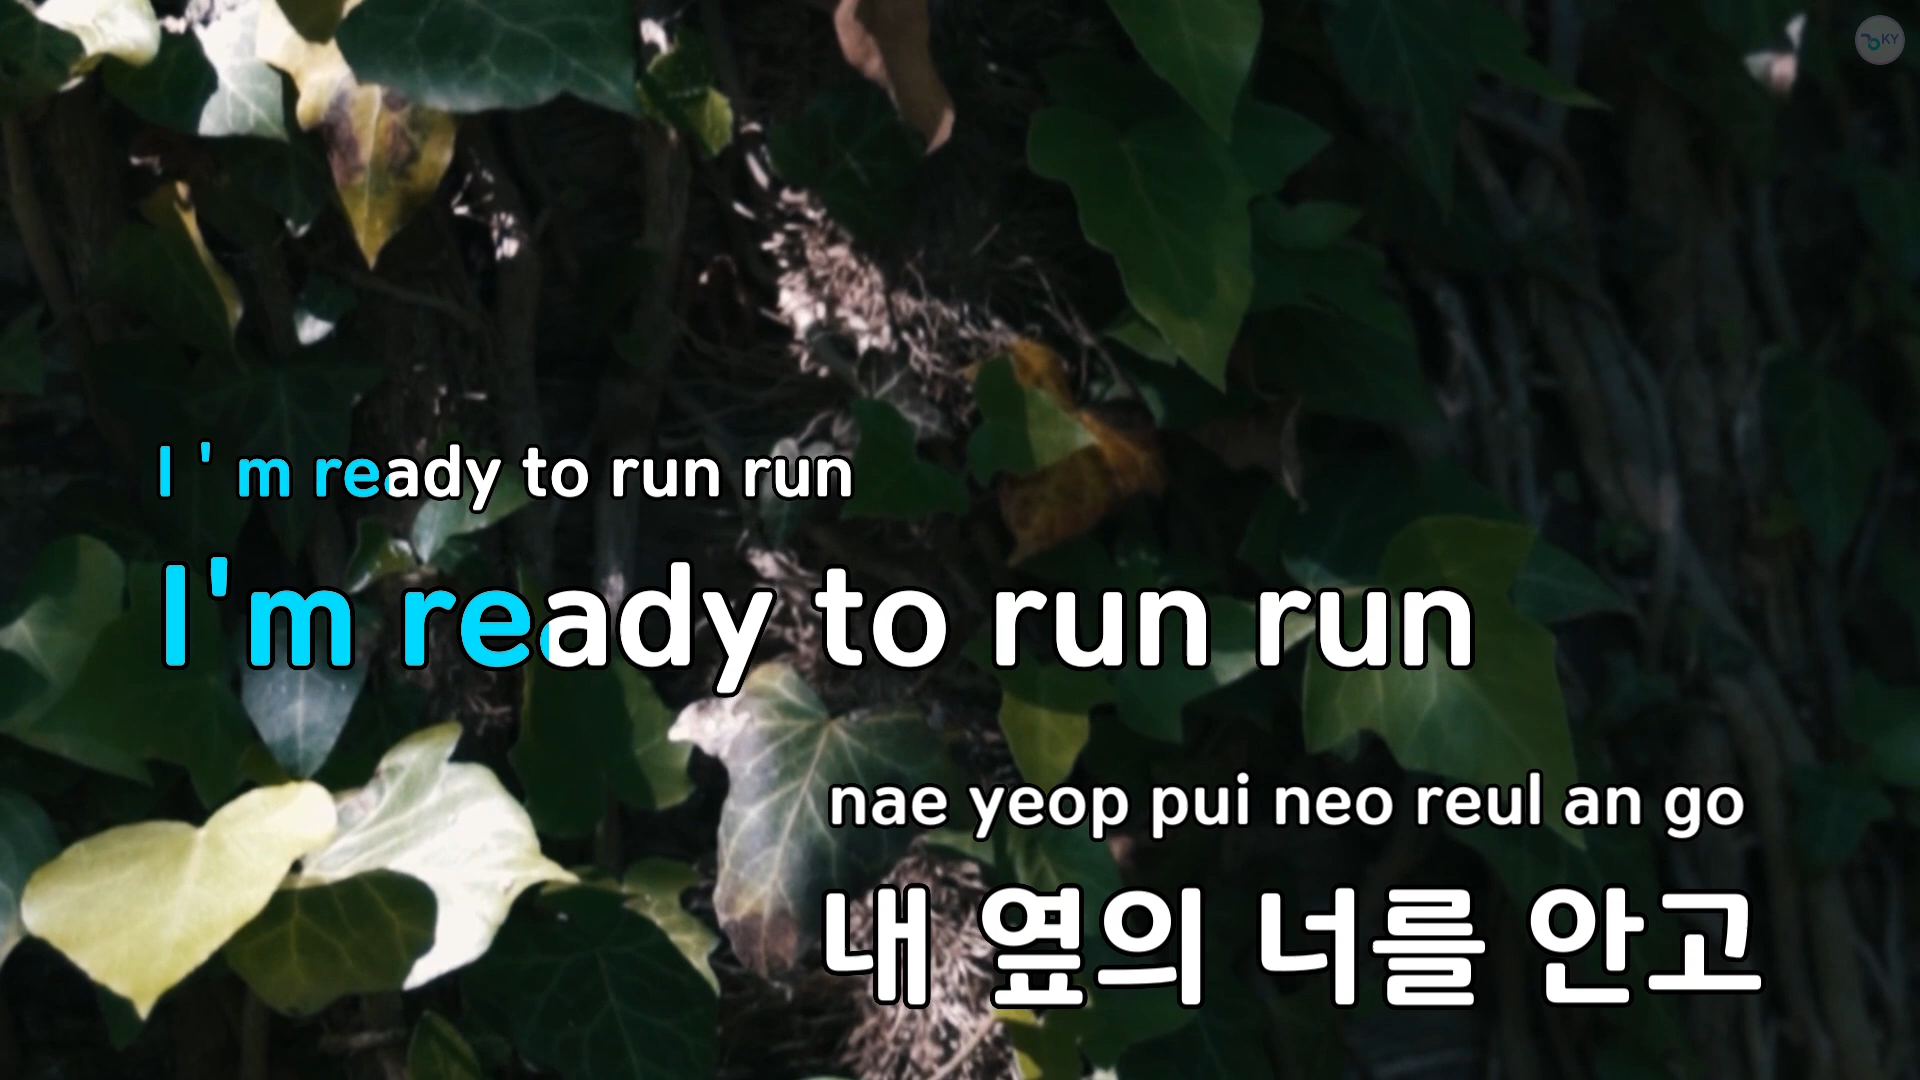 KY
I ' m ready to run run
I'm ready to run run
nae yeop pui neo reul an go
내 옆의 너를 안고